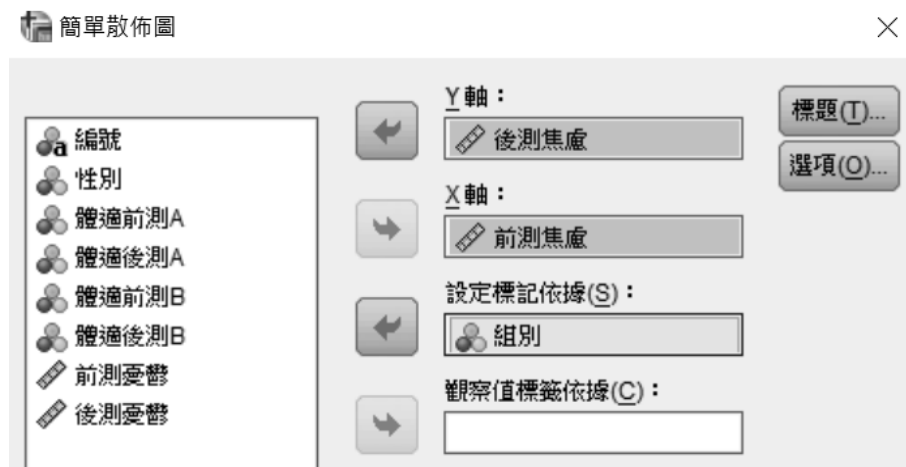 簡單散佈圖
編號
性別
體適前測A
體適後測A
體適前測B
體適後測B
前測憂鬱
後測憂鬱
Y軸：
後測焦慮
X軸：
前測焦慮
設定標記依據(S)：
組別
觀察值標籤依據(C)：
標題(T)...
選項(O)...